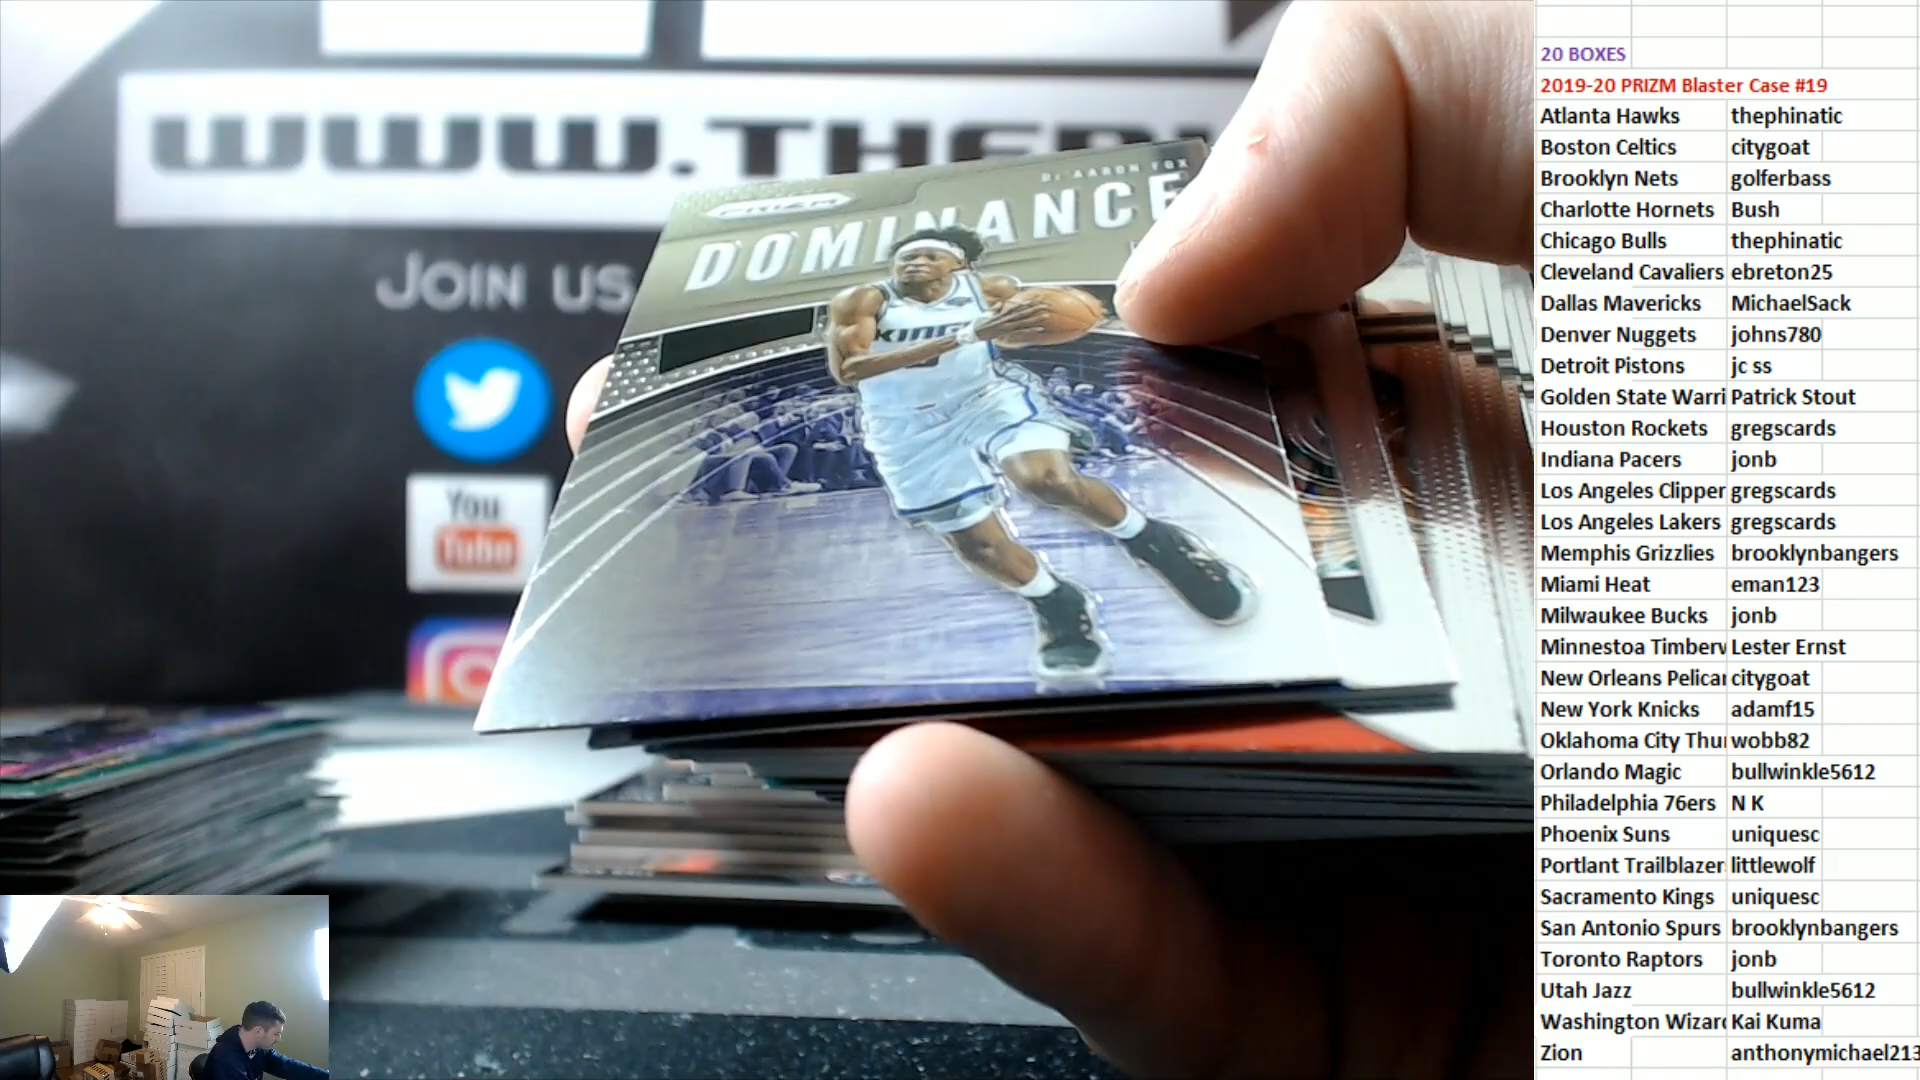 WWW.THEP
JOIN US
You
Tube
PRIZM
DE'AARON FOX
DOMINANCE
KINGS
20 BOXES
2019-20 PRIZM Blaster Case #19
Atlanta Hawks thephinatic
Boston Celtics citygoat
Brooklyn Nets golferbass
Charlotte Hornets Bush
Chicago Bulls thephinatic
Cleveland Cavaliers ebreton25
Dallas Mavericks MichaelSack
Denver Nuggets johns780
Detroit Pistons jc ss
Golden State Warri Patrick Stout
Houston Rockets gregscards
Indiana Pacers jonb
Los Angeles Clipper gregscards
Los Angeles Lakers gregscards
Memphis Grizzlies brooklynbangers
Miami Heat eman123
Milwaukee Bucks jonb
Minnestoa Timberv Lester Ernst
New Orleans Pelicar citygoat
New York Knicks adamf15
Oklahoma City Thur wobb82
Orlando Magic bullwinkle5612
Philadelphia 76ers N K
Phoenix Suns uniquesc
Portlant Trailblazer littlewolf
Sacramento Kings uniquesc
San Antonio Spurs brooklynbangers
Toronto Raptors jonb
Utah Jazz bullwinkle5612
Washington Wizard Kai Kuma
Zion anthonymichael213